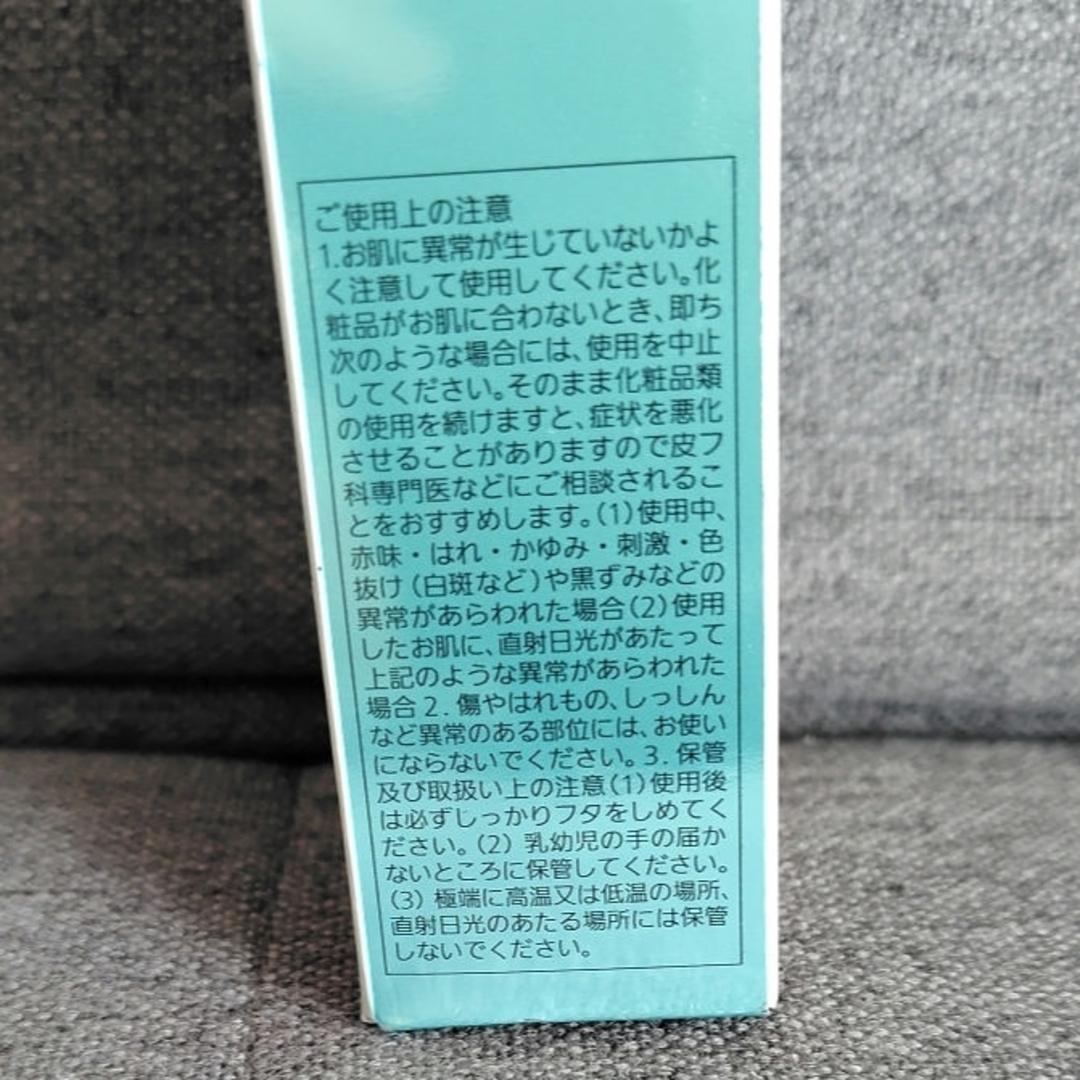 ご使用上の注意
1.お肌に異常が生じていないかよ
く注意して使用してください。化
粧品がお肌に合わないとき、即ち
次のような場合には、使用を中止
してください。そのまま化粧品類
の使用を続けますと、症状を悪化
させることがありますので皮フ
科専門医などにご相談されるこ
とをおすすめします。(1)使用中、
赤味・はれ・かゆみ・刺激・色
抜け(白斑など)や黒ずみなどの
異常があらわれた場合(2)使用
したお肌に、直射日光があたって
上記のような異常があらわれた
場合2.傷やはれもの、しっしん
など異常のある部位には、お使い
にならないでください。3.保管
及び取扱い上の注意(1)使用後
は必ずしっかりフタをしめてく
ださい。(2)乳幼児の手の届か
ないところに保管してください。
(3)極端に高温又は低温の場所、
直射日光のあたる場所には保管
しないでください。